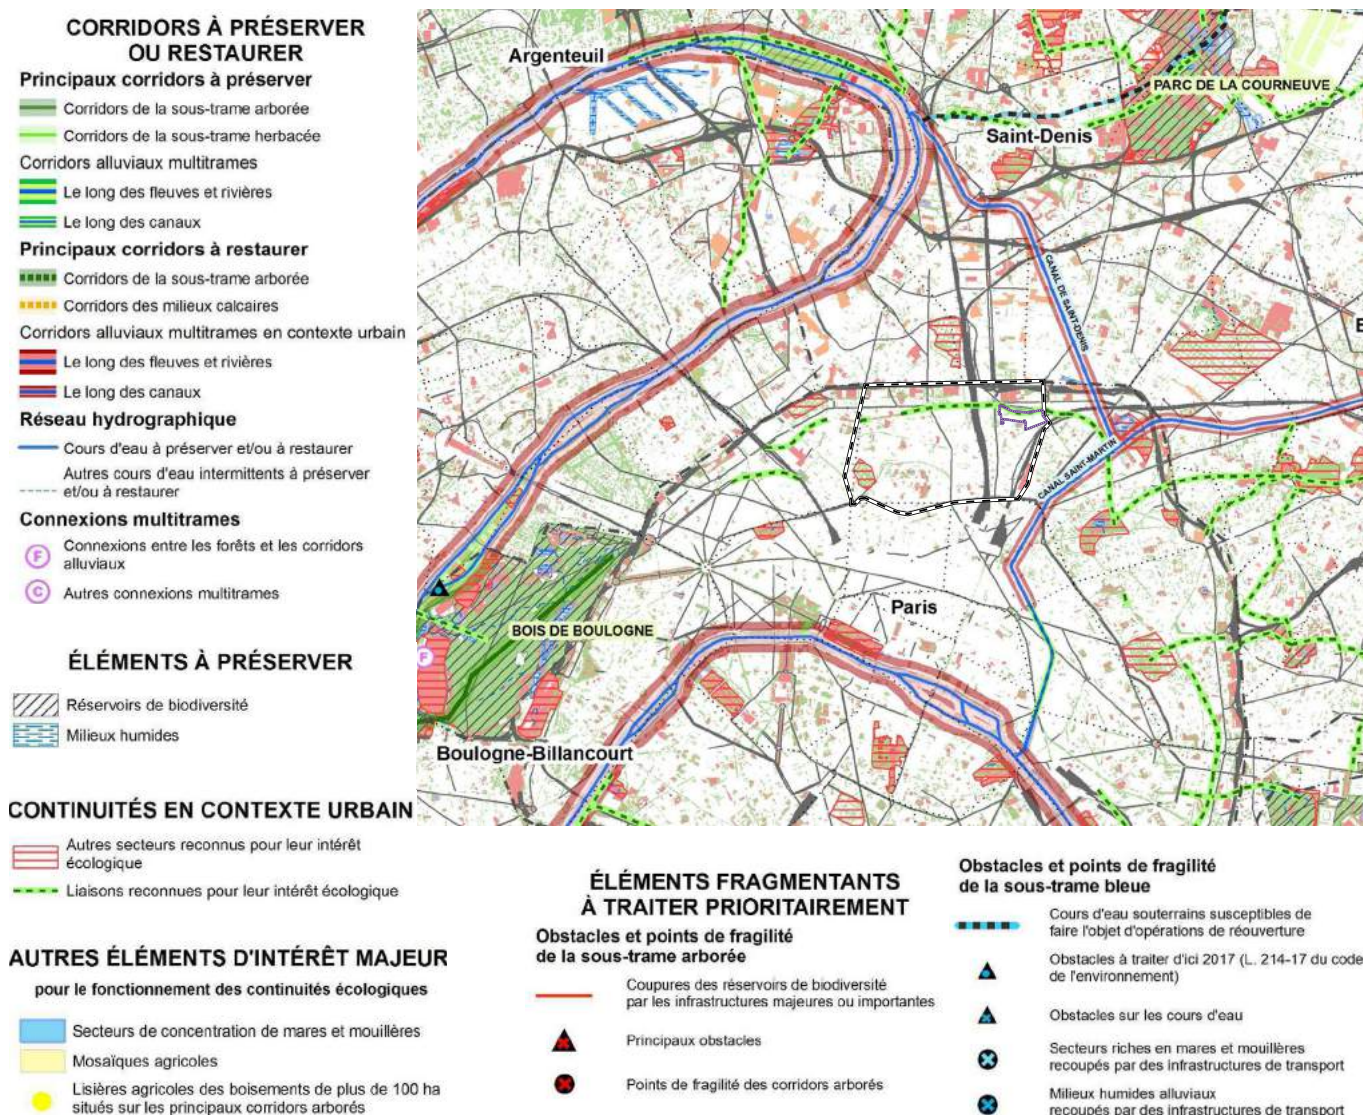 CORRIDORS À PRÉSERVER
OU RESTAURER
Principaux corridors à préserver
Corridors de la sous-trame arborée
Corridors de la sous-trame herbacée
Corridors alluviaux multitrames
Le long des fleuves et rivières
Le long des canaux
Principaux corridors à restaurer
Corridors de la sous-trame arborée
Corridors des milieux calcaires
Corridors alluviaux multitrames en contexte urbain
Le long des fleuves et rivières
Le long des canaux
Réseau hydrographique
Cours d'eau à préserver et/ou à restaurer
Autres cours d'eau intermittents à préserver
et/ou à restaurer
Connexions multitrames
F
Connexions entre les forêts et les corridors
alluviaux
C
Autres connexions multitrames
ÉLÉMENTS À PRÉSERVER
Réservoirs de biodiversité
Milieux humides
CONTINUITÉS EN CONTEXTE URBAIN
Autres secteurs reconnus pour leur intérêt
écologique
Liaisons reconnues pour leur intérêt écologique
AUTRES ÉLÉMENTS D'INTÉRÊT MAJEUR
pour le fonctionnement des continuités écologiques
Secteurs de concentration de mares et mouillères
Mosaïques agricoles
Lisières agricoles des boisements de plus de 100 ha
situés sur les principaux corridors arborés
Argenteuil
PARC DE LA COURNEUVE
Saint-Denis
CANAL DE SAINT-DENIS
CANAL SAINT-MARTIN
Paris
BOIS DE BOULOGNE
F
Boulogne-Billancourt
ÉLÉMENTS FRAGMENTANTS
À TRAITER PRIORITAIREMENT
Obstacles et points de fragilité
de la sous-trame arborée
Coupures des réservoirs de biodiversité
par les infrastructures majeures ou importantes
Principaux obstacles
Points de fragilité des corridors arborés
Obstacles et points de fragilité
de la sous-trame bleue
Cours d'eau souterrains susceptibles de
faire l'objet d'opérations de réouverture
Obstacles à traiter d'ici 2017 (L. 214-17 du code
de l'environnement)
Obstacles sur les cours d'eau
Secteurs riches en mares et mouillères
recoupés par des infrastructures de transport
Milieux humides alluviaux
recoupés par des infrastructures de transport